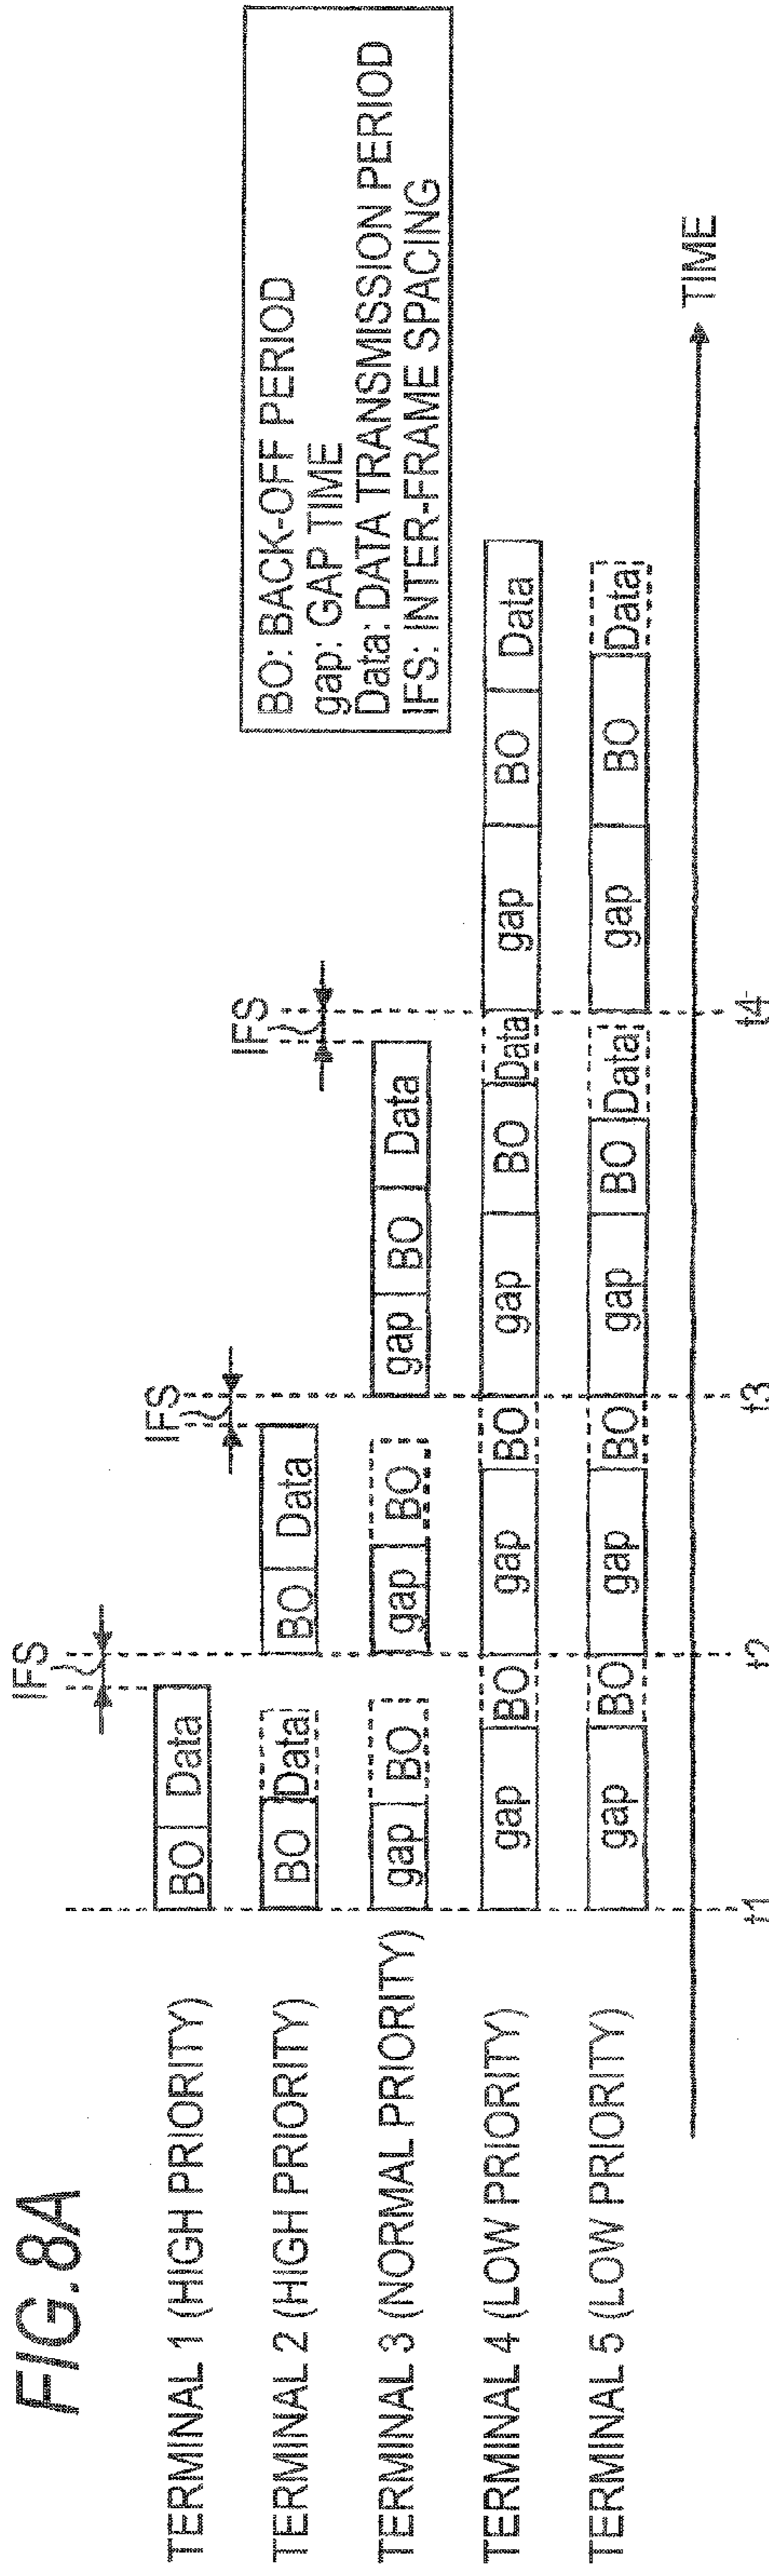 FIG.8A
BO: BACK-OFF PERIOD
gap: GAP TIME
Data: DATA TRANSMISSION PERIOD
IFS: INTER-FRAME SPACING
IFS
IFS
IFS
TERMINAL 1 (HIGH PRIORITY) BO Data
TERMINAL 2 (HIGH PRIORITY) BO Data BO Data
TERMINAL 3 (NORMAL PRIORITY) gap BO gap BO gap BO Data
TERMINAL 4 (LOW PRIORITY) gap BO gap BO gap BO Data gap BO Data
TERMINAL 5 (LOW PRIORITY) gap BO gap BO gap BO Data gap BO Data
TIME
t1 t2 t3 t4